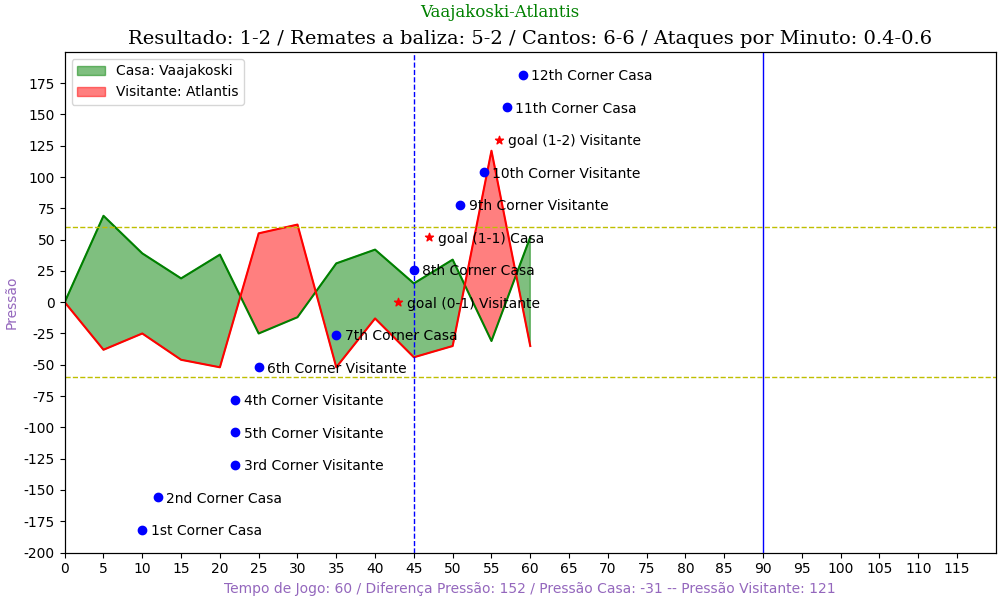 Vaajakoski-Atlantis
Resultado: 1-2 / Remates a baliza: 5-2 / Cantos: 6-6 / Ataques por Minuto: 0.4-0.6
Casa: Vaajakoski
Visitante: Atlantis
12th Corner Casa
11th Corner Casa
goal (1-2) Visitante
10th Corner Visitante
9th Corner Visitante
goal (1-1) Casa
8th Corner Casa
goal (0-1) Visitante
7th Corner Casa
6th Corner Visitante
4th Corner Visitante
5th Corner Visitante
3rd Corner Visitante
2nd Corner Casa
1st Corner Casa
Pressão
175
150
125
100
75
50
25
0
-25
-50
-75
-100
-125
-150
-175
-200
0 5 10 15 20 25 30 35 40 45 50 55 60 65 70 75 80 85 90 95 100 105 110 115
Tempo de Jogo: 60 / Diferença Pressão: 152 / Pressão Casa: -31 -- Pressão Visitante: 121